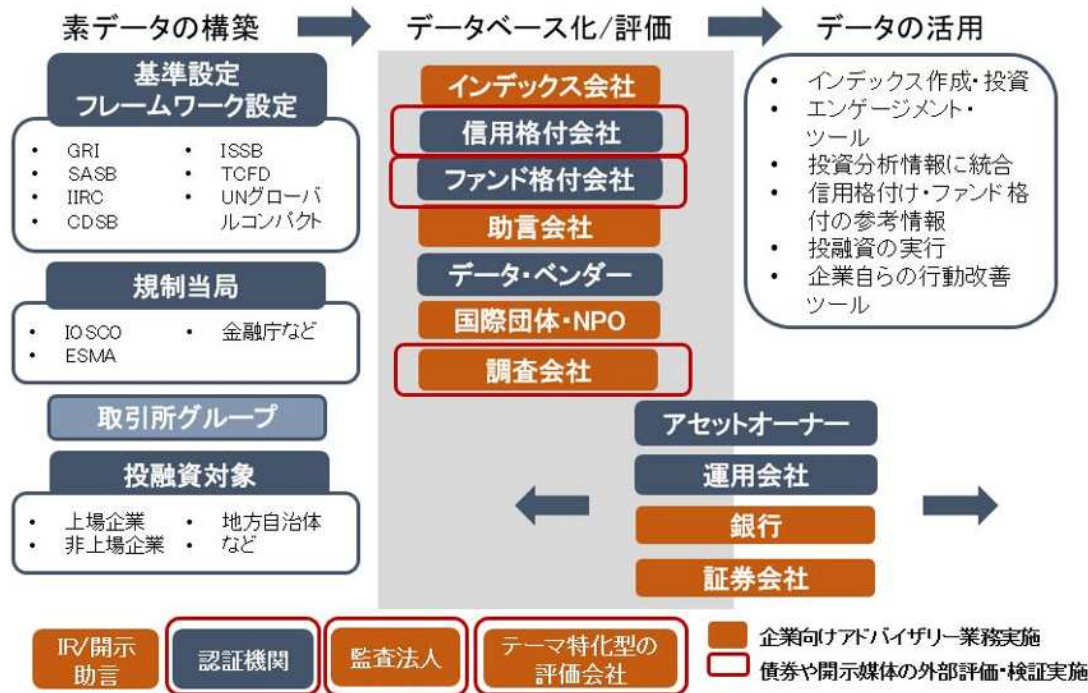 素データの構築
データベース化/評価
データの活用
基準設定
フレームワーク設定
• GRI
• SASB
• IIRC
• CDSB
• ISSB
• TCFD
• UNグローバ
ルコンパクト
規制当局
• IOSCO
• ESMA
• 金融庁など
取引所グループ
投融資対象
• 上場企業
• 非上場企業
• 地方自治体
• など
インデックス会社
信用格付会社
ファンド格付会社
助言会社
データ・ベンダー
国際団体・NPO
調査会社
アセットオーナー
運用会社
銀行
証券会社
• インデックス作成・投資
• エンゲージメント・
ツール
• 投資分析情報に統合
• 信用格付け・ファンド格
付の参考情報
• 投融資の実行
• 企業自らの行動改善
ツール
IR/開示
助言
認証機関
監査法人
テーマ特化型の
評価会社
企業向けアドバイザリー業務実施
債券や開示媒体の外部評価・検証実施